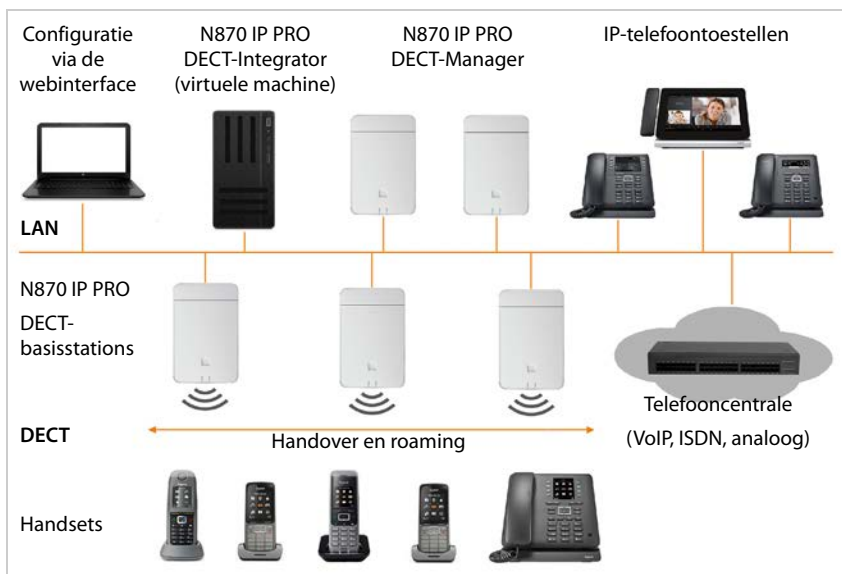 Configuratie
via de
webinterface
N870 IP PRO
DECT-Integrator
(virtuele machine)
N870 IP PRO
DECT-Manager
IP-telefoontoestellen
LAN
N870 IP PRO
DECT-
basisstations
Telefooncentrale
(VoIP, ISDN, analoog)
DECT
Handover en roaming
Handsets